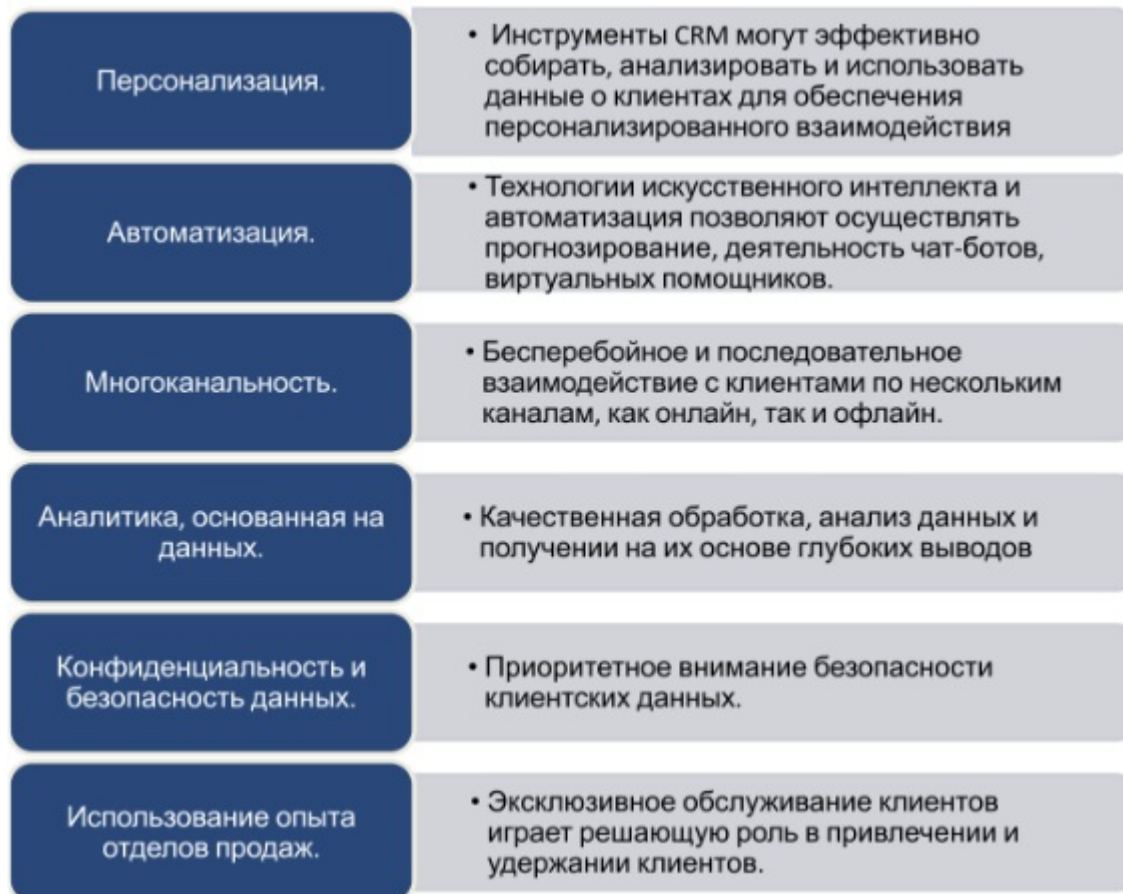 Персонализация.
• Инструменты CRM могут эффективно
собирать, анализировать и использовать
данные о клиентах для обеспечения
персонализированного взаимодействия
Автоматизация.
• Технологии искусственного интеллекта и
автоматизация позволяют осуществлять
прогнозирование, деятельность чат-ботов,
виртуальных помощников.
Многоканальность.
• Бесперебойное и последовательное
взаимодействие с клиентами по нескольким
каналам, как онлайн, так и офлайн.
Аналитика, основанная на
данных.
• Качественная обработка, анализ данных и
получении на их основе глубоких выводов
Конфиденциальность и
безопасность данных.
• Приоритетное внимание безопасности
клиентских данных.
Использование опыта
отделов продаж.
• Эксклюзивное обслуживание клиентов
играет решающую роль в привлечении и
удержании клиентов.